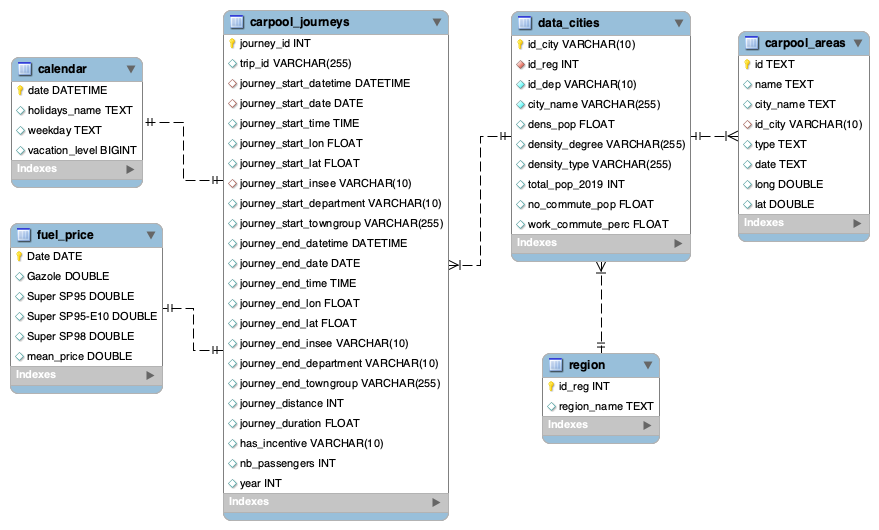 calendar
date DATETIME
holidays_name TEXT
weekday TEXT
vacation_level BIGINT
Indexes
fuel_price
Date DATE
Gazole DOUBLE
Super SP95 DOUBLE
Super SP95-E10 DOUBLE
Super SP98 DOUBLE
mean_price DOUBLE
Indexes
carpool_journeys
journey_id INT
trip_id VARCHAR(255)
journey_start_datetime DATETIME
journey_start_date DATE
journey_start_time TIME
journey_start_lon FLOAT
journey_start_lat FLOAT
journey_start_insee VARCHAR(10)
journey_start_department VARCHAR(10)
journey_start_towngroup VARCHAR(255)
journey_end_datetime DATETIME
journey_end_date DATE
journey_end_time TIME
journey_end_lon FLOAT
journey_end_lat FLOAT
journey_end_insee VARCHAR(10)
journey_end_department VARCHAR(10)
journey_end_towngroup VARCHAR(255)
journey_distance INT
journey_duration FLOAT
has_incentive VARCHAR(10)
nb_passengers INT
year INT
Indexes
data_cities
id_city VARCHAR(10)
id_reg INT
id_dep VARCHAR(10)
city_name VARCHAR(255)
dens_pop FLOAT
density_degree VARCHAR(255)
density_type VARCHAR(255)
total_pop_2019 INT
no_commute_pop FLOAT
work_commute_perc FLOAT
Indexes
region
id_reg INT
region_name TEXT
Indexes
carpool_areas
id TEXT
name TEXT
city_name TEXT
id_city VARCHAR(10)
type TEXT
date TEXT
long DOUBLE
lat DOUBLE
Indexes